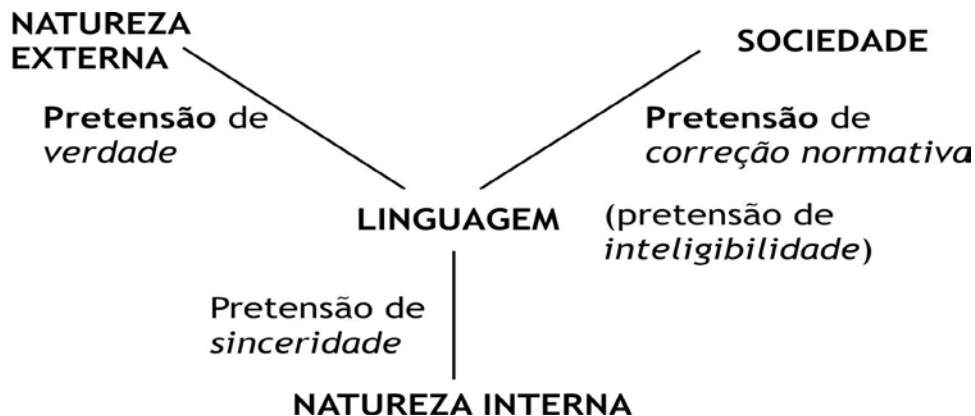 NATUREZA
EXTERNA
SOCIEDADE
Pretensão de
verdade
Pretensão de
correção normativa
LINGUAGEM
(pretensão de
inteligibilidade)
Pretensão de
sinceridade
NATUREZA INTERNA